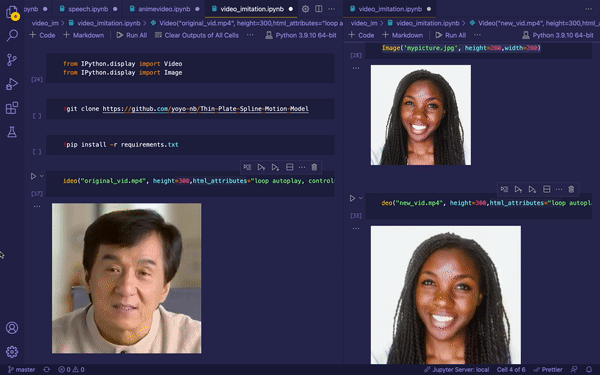 ynb
speech.ipynb
animevideo.ipynb
video_imitation.ipynb
video_imitation.ipynb
video_im
video_imitation.ipynb
Video("original_vid.mp4", height=300,html_attributes="loop a
video_im
video_imitation.ipynb
Video("new_vid.mp4", height=300,html
+ Code
+ Markdown
Run All
Clear Outputs of All Cells
Python 3.9.10 64-bit
+ Code
+ Markdown
Run All
Python 3.9.10 64-bit
from IPython.display import Video
from IPython.display import Image
[24]
!git clone https://github.com/yoyo-nb/Thin-Plate-Spline-Motion-Model
[ ]
!pip install -r requirements.txt
[ ]
ideo("original_vid.mp4", height=300,html_attributes="loop autoplay, control
[37]
Image('mypicture.jpg', height=200,width=200)
[28]
deo("new_vid.mp4", height=300,html_attributes="loop autopl
[33]
master
0
0
Jupyter Server: local
Cell 4 of 6
Prettier